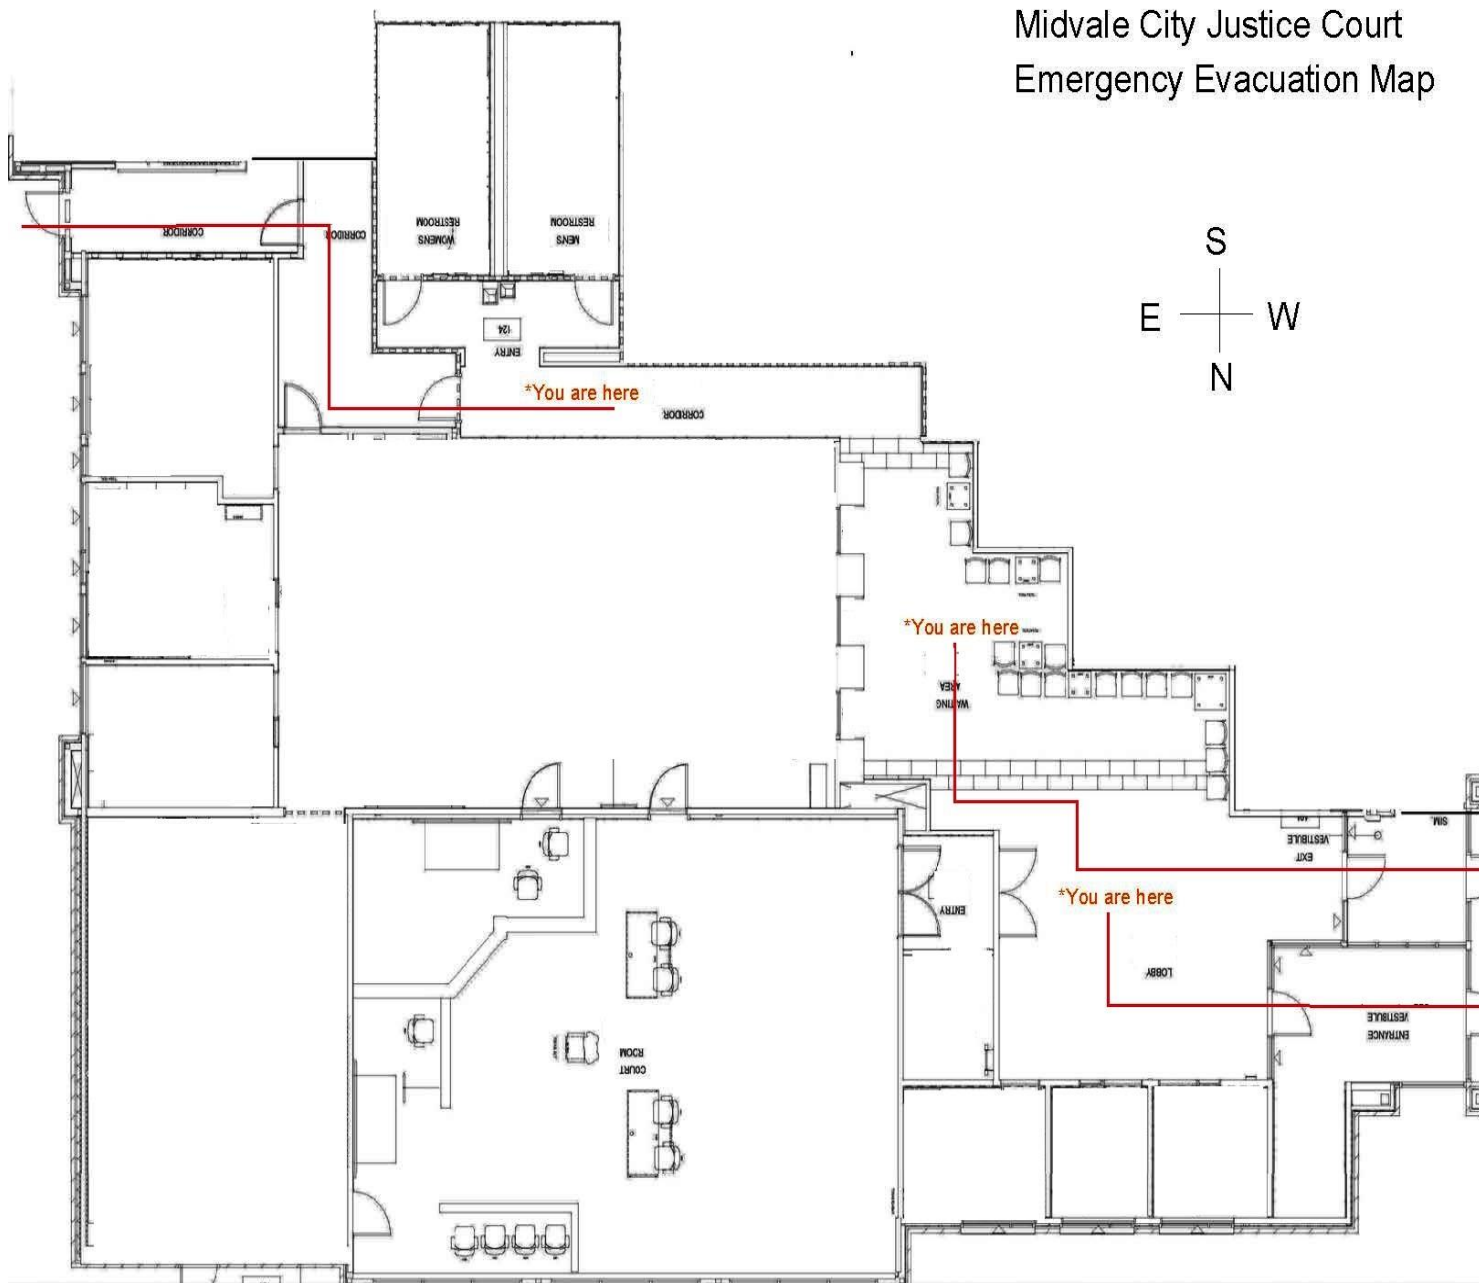 Midvale City Justice Court
Emergency Evacuation Map
S
E W
N
WOMENS
RESTROOM
MENS
RESTROOM
CORRIDOR
CORRIDOR
124
ENTRY
*You are here
CORRIDOR
*You are here
WAITING
AREA
SIM.
EXIT
VESTIBULE
*You are here
ENTRY
LOBBY
ENTRANCE
VESTIBULE
COURT
ROOM